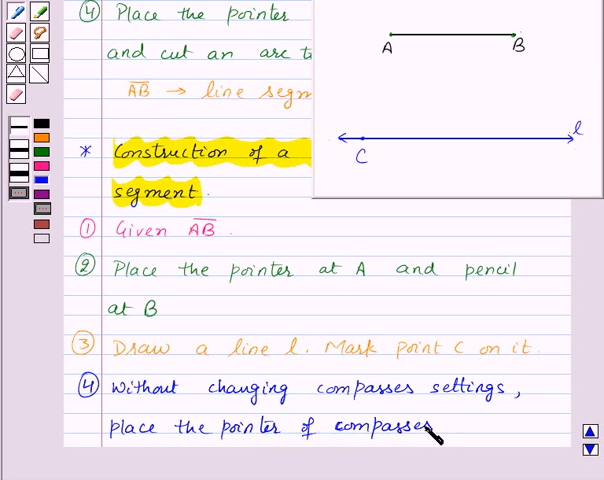 ④ Place the pointer
and cut an arc
A̅B̅ → line segm
* Construction of a
segment.
① Given A̅B̅.
② Place the pointer at A and pencil
at B
③ Draw a line l. Mark point C on it.
④ Without changing compasses settings,
place the pointer of compasses
A B
l
C